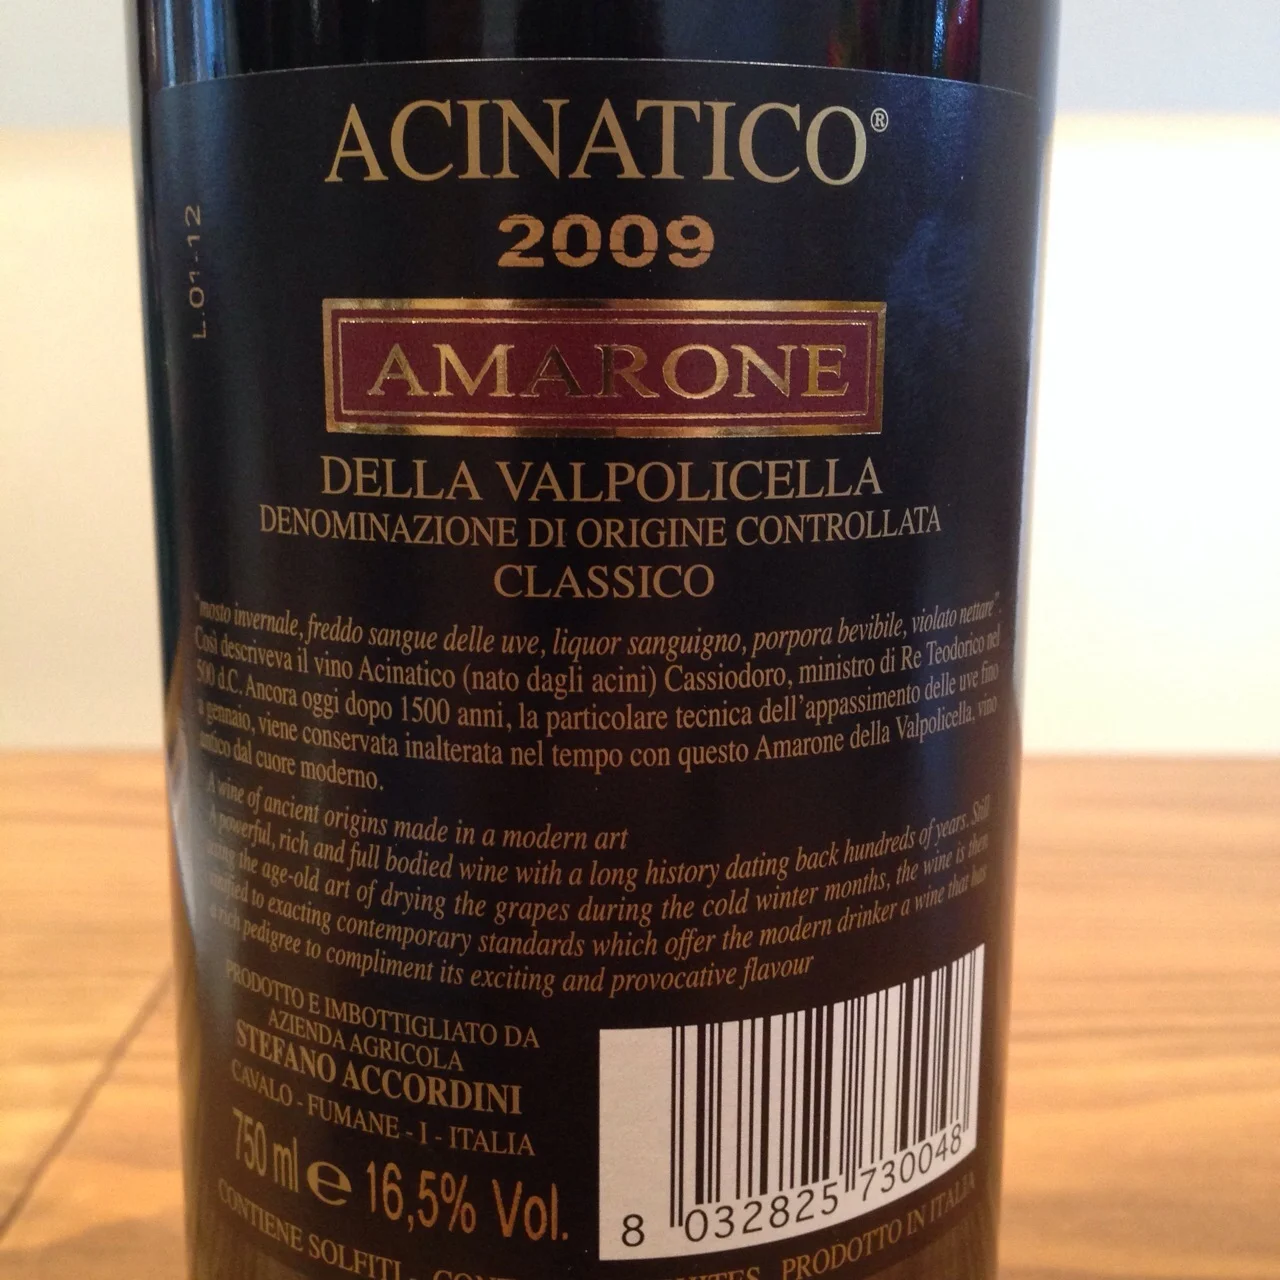 ACINATICO®
2009
L.01-12
AMARONE
DELLA VALPOLICELLA
DENOMINAZIONE DI ORIGINE CONTROLLATA
CLASSICO
"mosto invernale, freddo sangue delle uve, liquor sanguigno, porpora bevibile, violato nettare".
Così descriveva il vino Acinatico (nato dagli acini) Cassiodoro, ministro di Re Teodorico nel
500 d.C. Ancora oggi dopo 1500 anni, la particolare tecnica dell'appassimento delle uve fino
a gennaio, viene conservata inalterata nel tempo con questo Amarone della Valpolicella, vino
antico dal cuore moderno.
A wine of ancient origins made in a modern art
A powerful, rich and full bodied wine with a long history dating back hundreds of years. Still
using the age-old art of drying the grapes during the cold winter months, the wine is then
to exacting contemporary standards which offer the modern drinker a wine that has
a rich pedigree to compliment its exciting and provocative flavour
PRODOTTO E IMBOTTIGLIATO DA
AZIENDA AGRICOLA
STEFANO ACCORDINI
CAVALO - FUMANE - I - ITALIA
750 ml e 16,5% Vol.
8 032825 730048
CONTIENE SOLFITI - PRODOTTO IN ITALIA